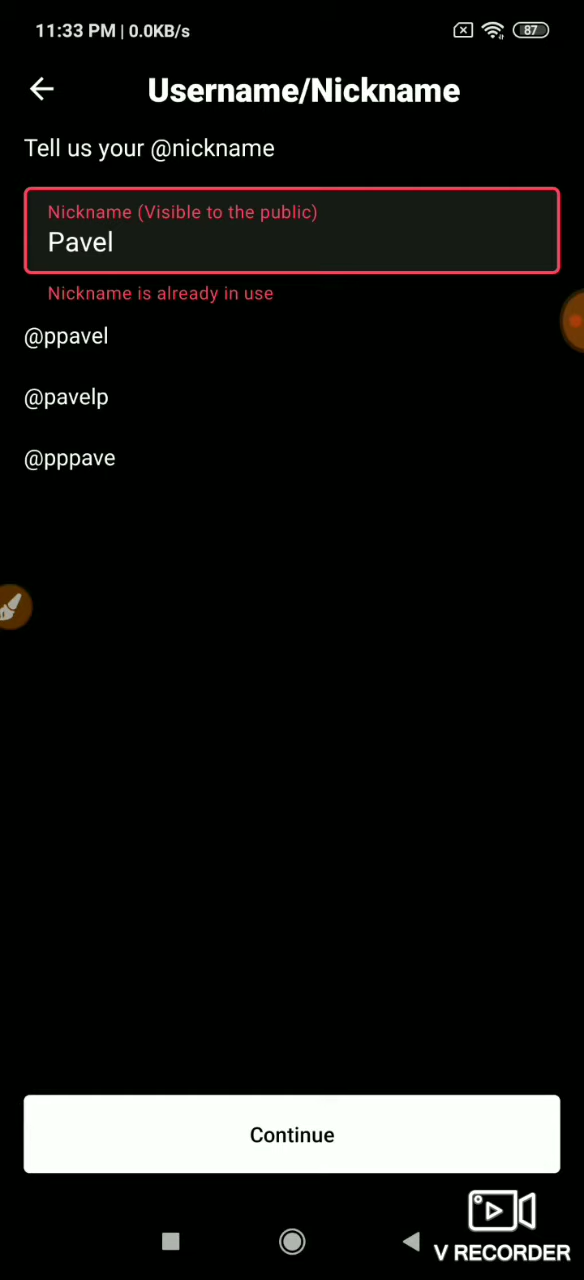 11:33 PM | 0.0KB/s 87
Username/Nickname
Tell us your @nickname
Nickname (Visible to the public)
Pavel
Nickname is already in use
@ppavel
@pavelp
@pppave
Continue
V RECORDER